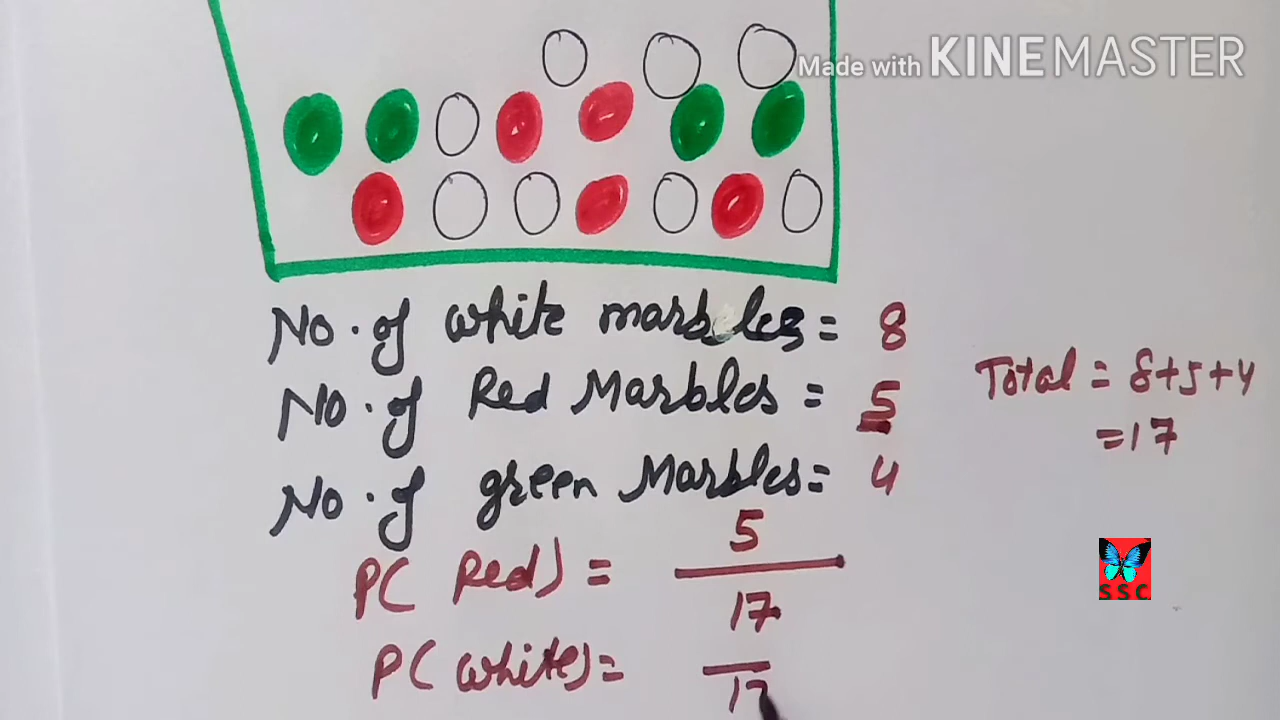 Made with KINEMASTER
No. of white marbles = 8
No. of Red Marbles = 5
Total = 8+5+4
= 17
No. of green Marbles = 4
P( Red) = 5/17
SSC
P( white) = /17